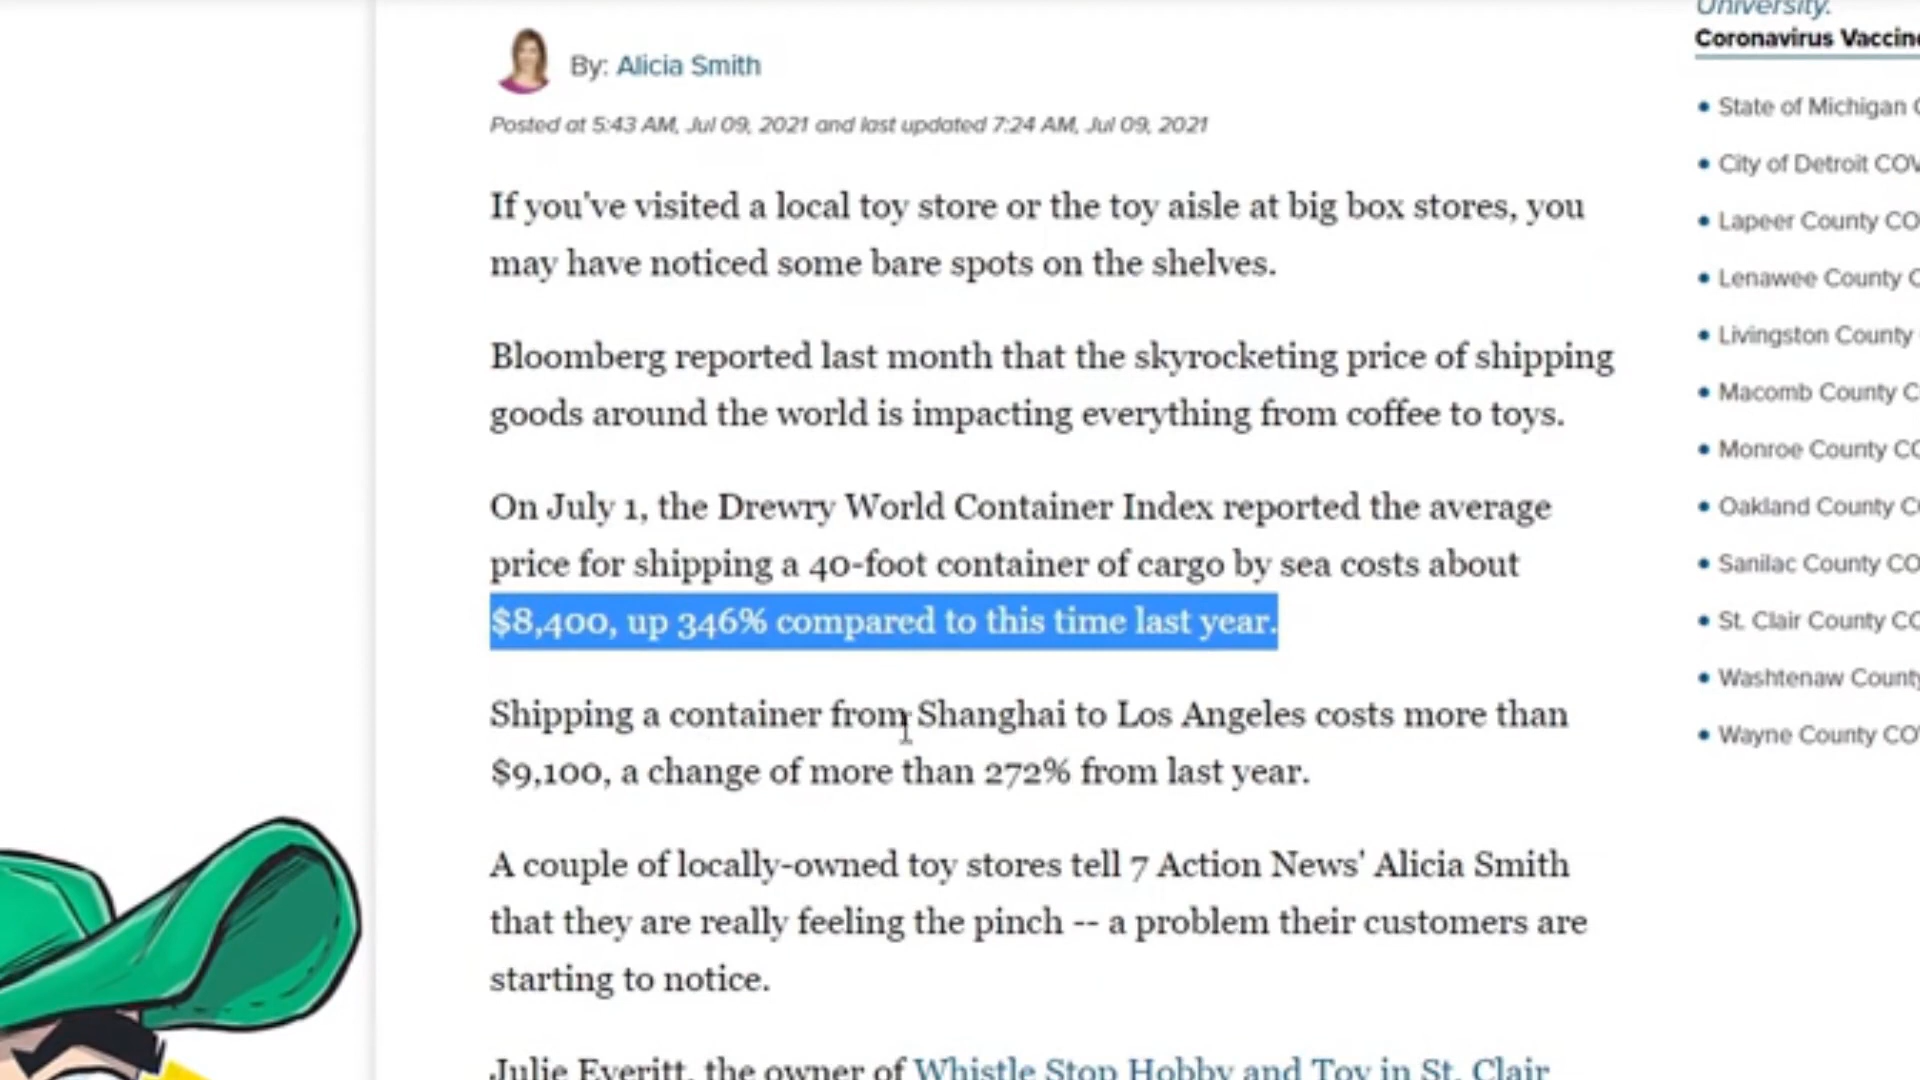 By: Alicia Smith
Posted at 5:43 AM, Jul 09, 2021 and last updated 7:24 AM, Jul 09, 2021
If you've visited a local toy store or the toy aisle at big box stores, you
may have noticed some bare spots on the shelves.
Bloomberg reported last month that the skyrocketing price of shipping
goods around the world is impacting everything from coffee to toys.
On July 1, the Drewry World Container Index reported the average
price for shipping a 40-foot container of cargo by sea costs about
$8,400, up 346% compared to this time last year.
Shipping a container from Shanghai to Los Angeles costs more than
$9,100, a change of more than 272% from last year.
A couple of locally-owned toy stores tell 7 Action News' Alicia Smith
that they are really feeling the pinch -- a problem their customers are
starting to notice.
Julie Everitt, the owner of Whistle Stop Hobby and Toy in St. Clair
University.
Coronavirus Vaccin
• State of Michigan
• City of Detroit COV
• Lapeer County CO
• Lenawee County
• Livingston County
• Macomb County C
• Monroe County CO
• Oakland County C
• Sanilac County CO
• St. Clair County CO
• Washtenaw County
• Wayne County COV